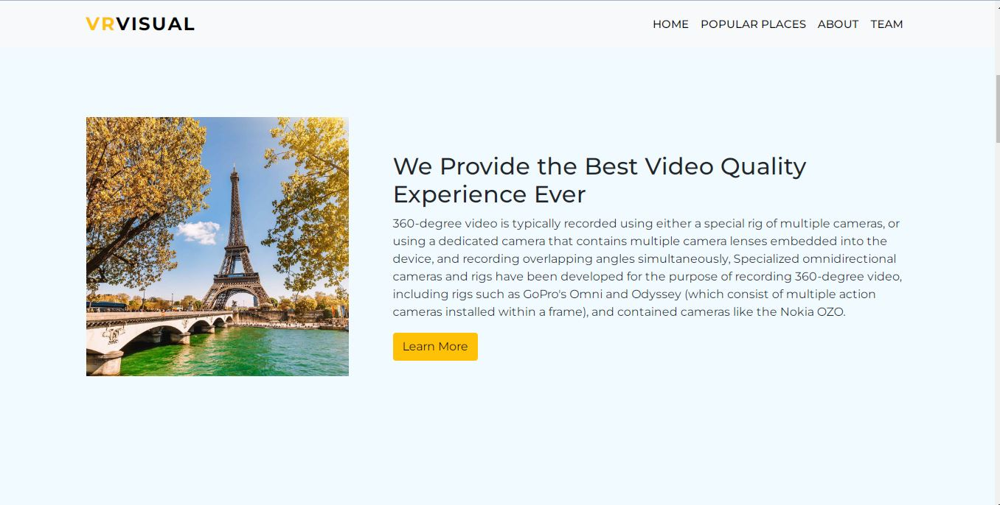 VRVISUAL
HOME POPULAR PLACES ABOUT TEAM
We Provide the Best Video Quality
Experience Ever
360-degree video is typically recorded using either a special rig of multiple cameras, or
using a dedicated camera that contains multiple camera lenses embedded into the
device, and recording overlapping angles simultaneously, Specialized omnidirectional
cameras and rigs have been developed for the purpose of recording 360-degree video,
including rigs such as GoPro's Omni and Odyssey (which consist of multiple action
cameras installed within a frame), and contained cameras like the Nokia OZO.
Learn More